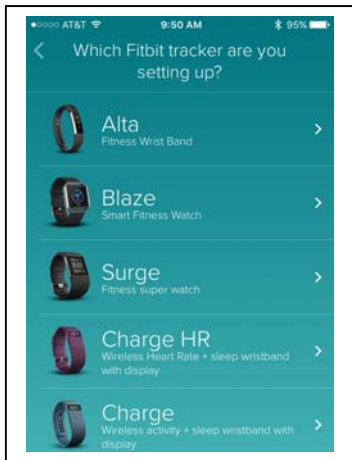 AT&T 9:50 AM 95%
Which Fitbit tracker are you
setting up?
Alta
Fitness Wrist Band
Blaze
Smart Fitness Watch
Surge
Fitness super watch
Charge HR
Wireless Heart Rate + sleep wristband
with display
Charge
Wireless activity + sleep wristband with
display